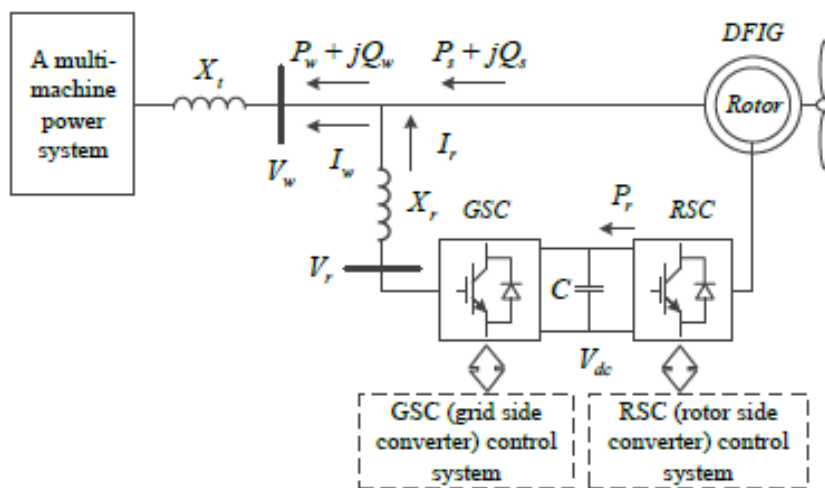 A multi-
machine
power
system
X_t
V_w
P_w + jQ_w
P_s + jQ_s
I_w
I_r
X_r
V_r
GSC
P_r
RSC
C
V_dc
DFIG
Rotor
GSC (grid side
converter) control
system
RSC (rotor side
converter) control
system